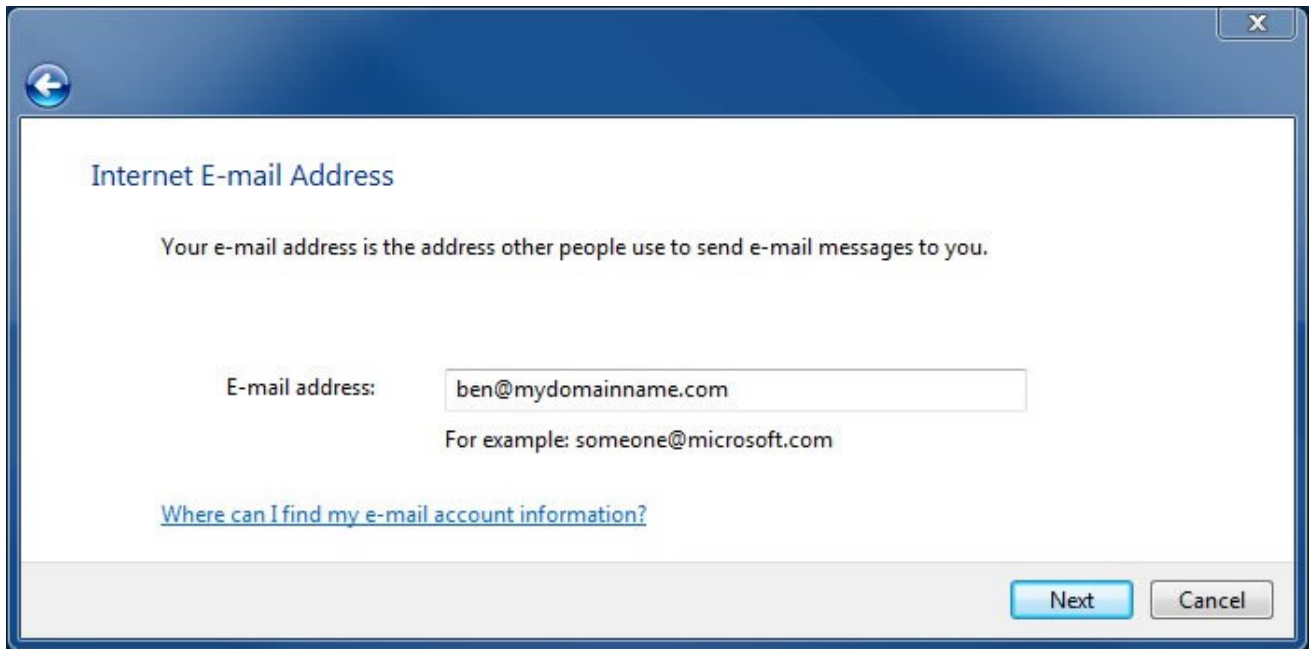 X
Internet E-mail Address
Your e-mail address is the address other people use to send e-mail messages to you.
E-mail address: ben@mydomainname.com
For example: someone@microsoft.com
Where can I find my e-mail account information?
Next Cancel